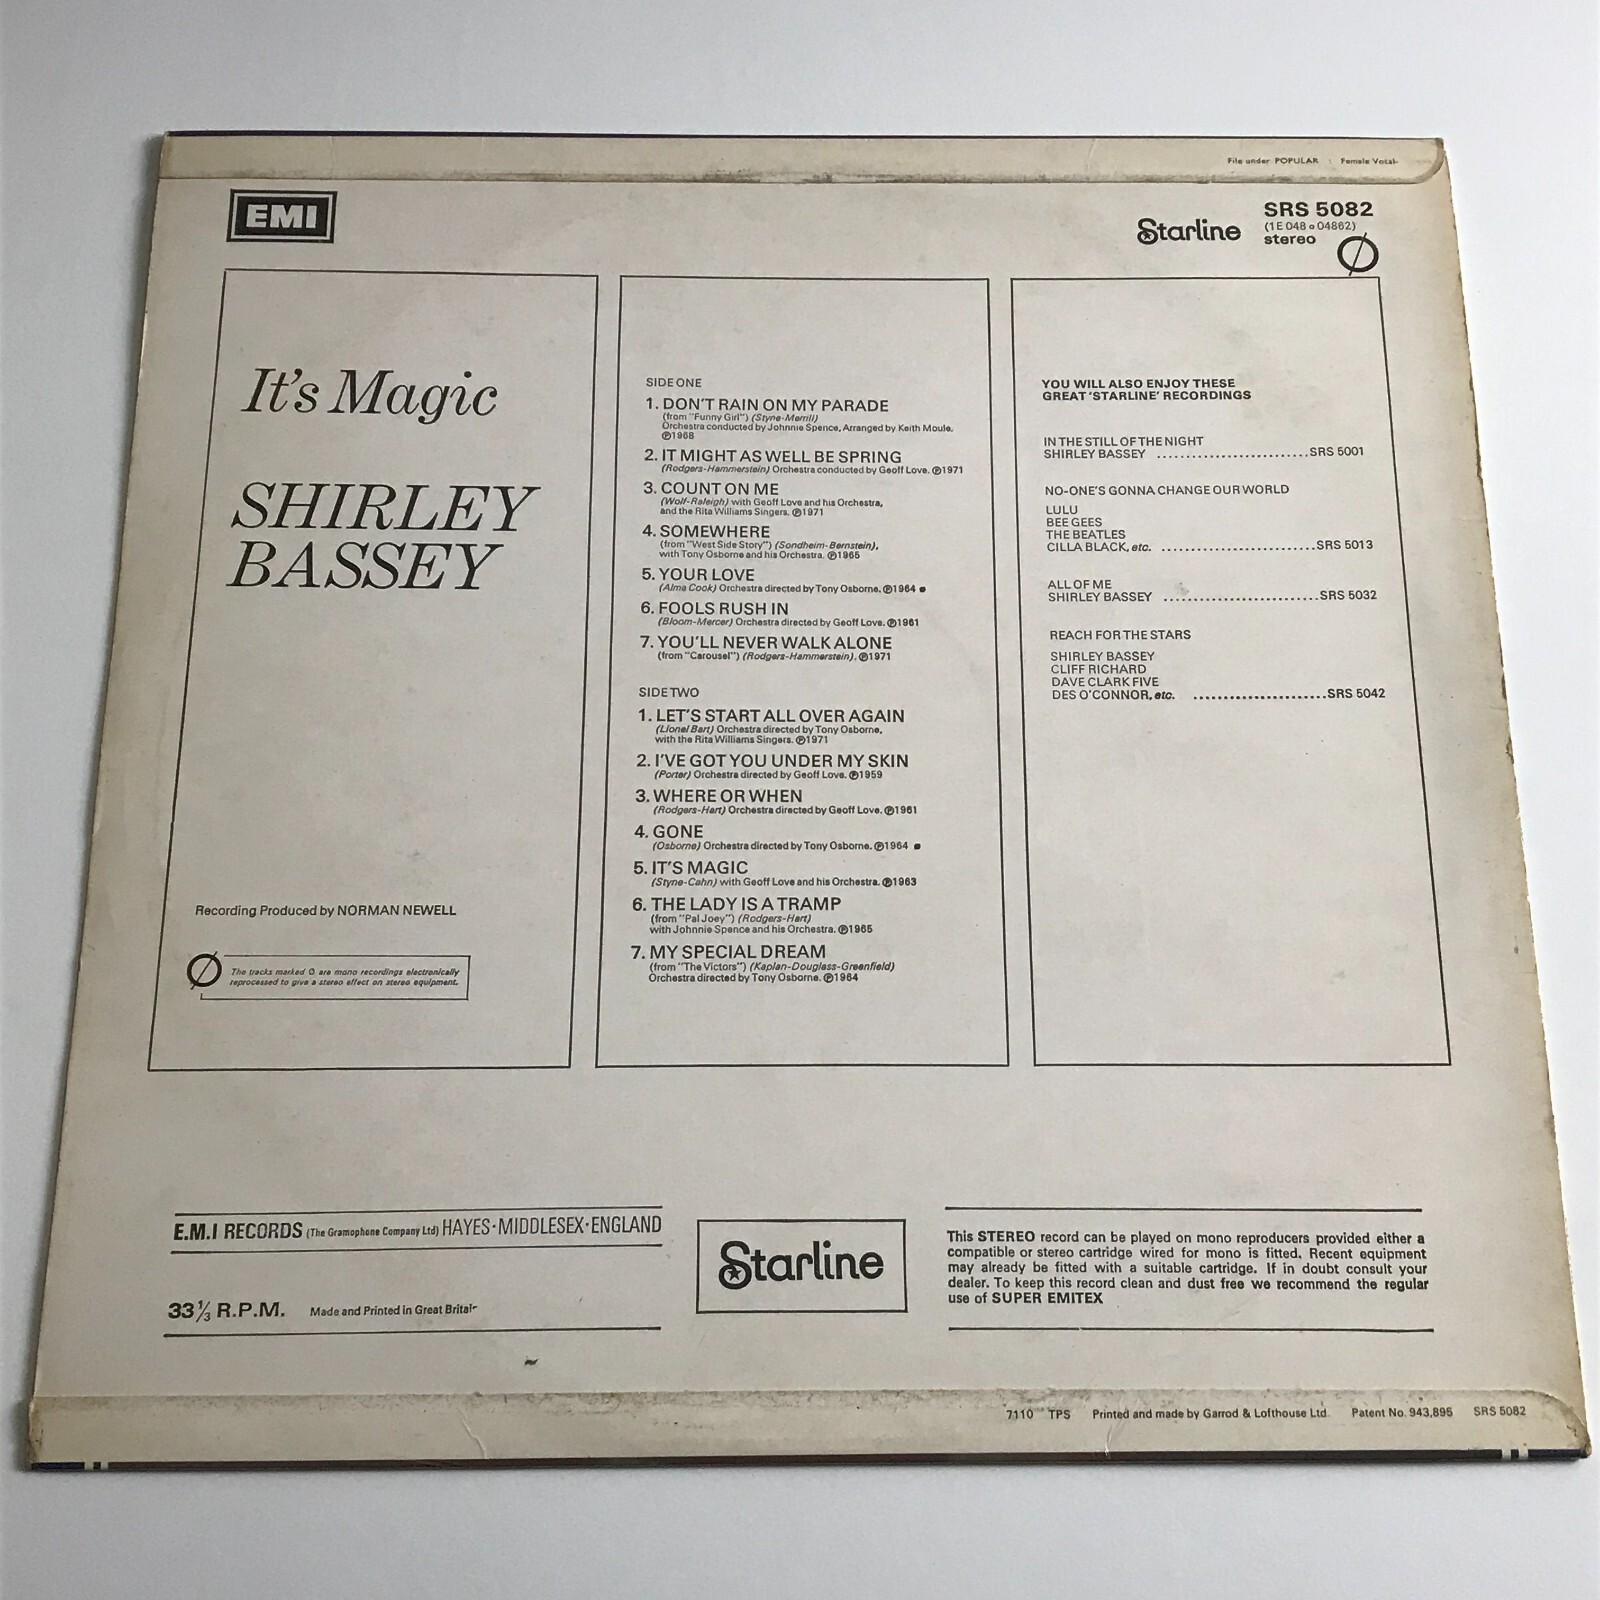 File under POPULAR : Female Vocal
EMI
Starline
SRS 5082
(1E 048 o 04862)
stereo
It's Magic
SHIRLEY
BASSEY
Recording Produced by NORMAN NEWELL
The tracks marked Ø are mono recordings electronically
reprocessed to give a stereo effect on stereo equipment.
SIDE ONE
1. DON'T RAIN ON MY PARADE
(from "Funny Girl") (Styne-Merrill)
Orchestra conducted by Johnnie Spence, Arranged by Keith Moule.
℗1968
2. IT MIGHT AS WELL BE SPRING
(Rodgers-Hammerstein) Orchestra conducted by Geoff Love. ℗1971
3. COUNT ON ME
(Wolf-Raleigh) with Geoff Love and his Orchestra,
and the Rita Williams Singers. ℗1971
4. SOMEWHERE
(from "West Side Story") (Sondheim-Bernstein),
with Tony Osborne and his Orchestra. ℗1965
5. YOUR LOVE
(Alma Cook) Orchestra directed by Tony Osborne. ℗1964 ●
6. FOOLS RUSH IN
(Bloom-Mercer) Orchestra directed by Geoff Love. ℗1961
7. YOU'LL NEVER WALK ALONE
(from "Carousel") (Rodgers-Hammerstein). ℗1971
SIDE TWO
1. LET'S START ALL OVER AGAIN
(Lionel Bart) Orchestra directed by Tony Osborne,
with the Rita Williams Singers. ℗1971
2. I'VE GOT YOU UNDER MY SKIN
(Porter) Orchestra directed by Geoff Love. ℗1959
3. WHERE OR WHEN
(Rodgers-Hart) Orchestra directed by Geoff Love. ℗1961
4. GONE
(Osborne) Orchestra directed by Tony Osborne. ℗1964 ●
5. IT'S MAGIC
(Styne-Cahn) with Geoff Love and his Orchestra. ℗1963
6. THE LADY IS A TRAMP
(from "Pal Joey") (Rodgers-Hart)
with Johnnie Spence and his Orchestra. ℗1965
7. MY SPECIAL DREAM
(from "The Victors") (Kaplan-Douglass-Greenfield)
Orchestra directed by Tony Osborne. ℗1964
YOU WILL ALSO ENJOY THESE
GREAT 'STARLINE' RECORDINGS
IN THE STILL OF THE NIGHT
SHIRLEY BASSEY ........................SRS 5001
NO-ONE'S GONNA CHANGE OUR WORLD
LULU
BEE GEES
THE BEATLES
CILLA BLACK, etc. ........................SRS 5013
ALL OF ME
SHIRLEY BASSEY ........................SRS 5032
REACH FOR THE STARS
SHIRLEY BASSEY
CLIFF RICHARD
DAVE CLARK FIVE
DES O'CONNOR, etc. ......................SRS 5042
E.M.I RECORDS (The Gramophone Company Ltd) HAYES·MIDDLESEX·ENGLAND
33⅓ R.P.M. Made and Printed in Great Britain
Starline
This STEREO record can be played on mono reproducers provided either a
compatible or stereo cartridge wired for mono is fitted. Recent equipment
may already be fitted with a suitable cartridge. If in doubt consult your
dealer. To keep this record clean and dust free we recommend the regular
use of SUPER EMITEX
7110 TPS Printed and made by Garrod & Lofthouse Ltd. Patent No. 943,895 SRS 5082